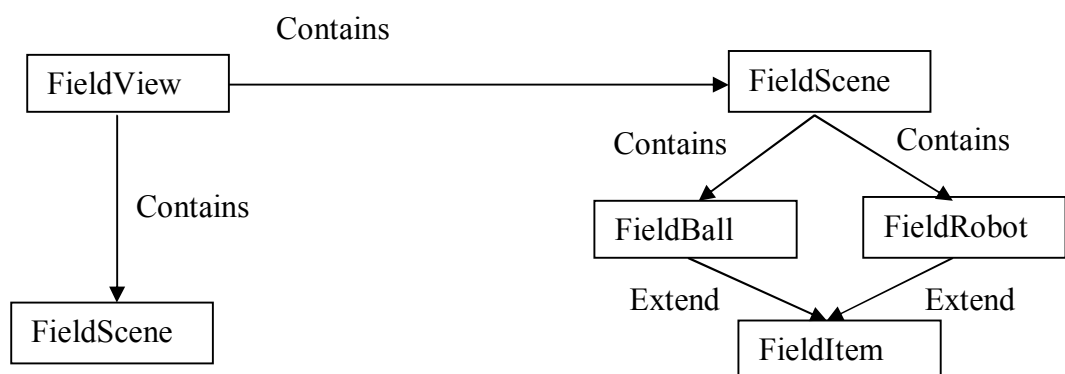 Contains
FieldView
FieldScene
Contains
Contains
Contains
FieldBall
FieldRobot
Extend
Extend
FieldScene
FieldItem